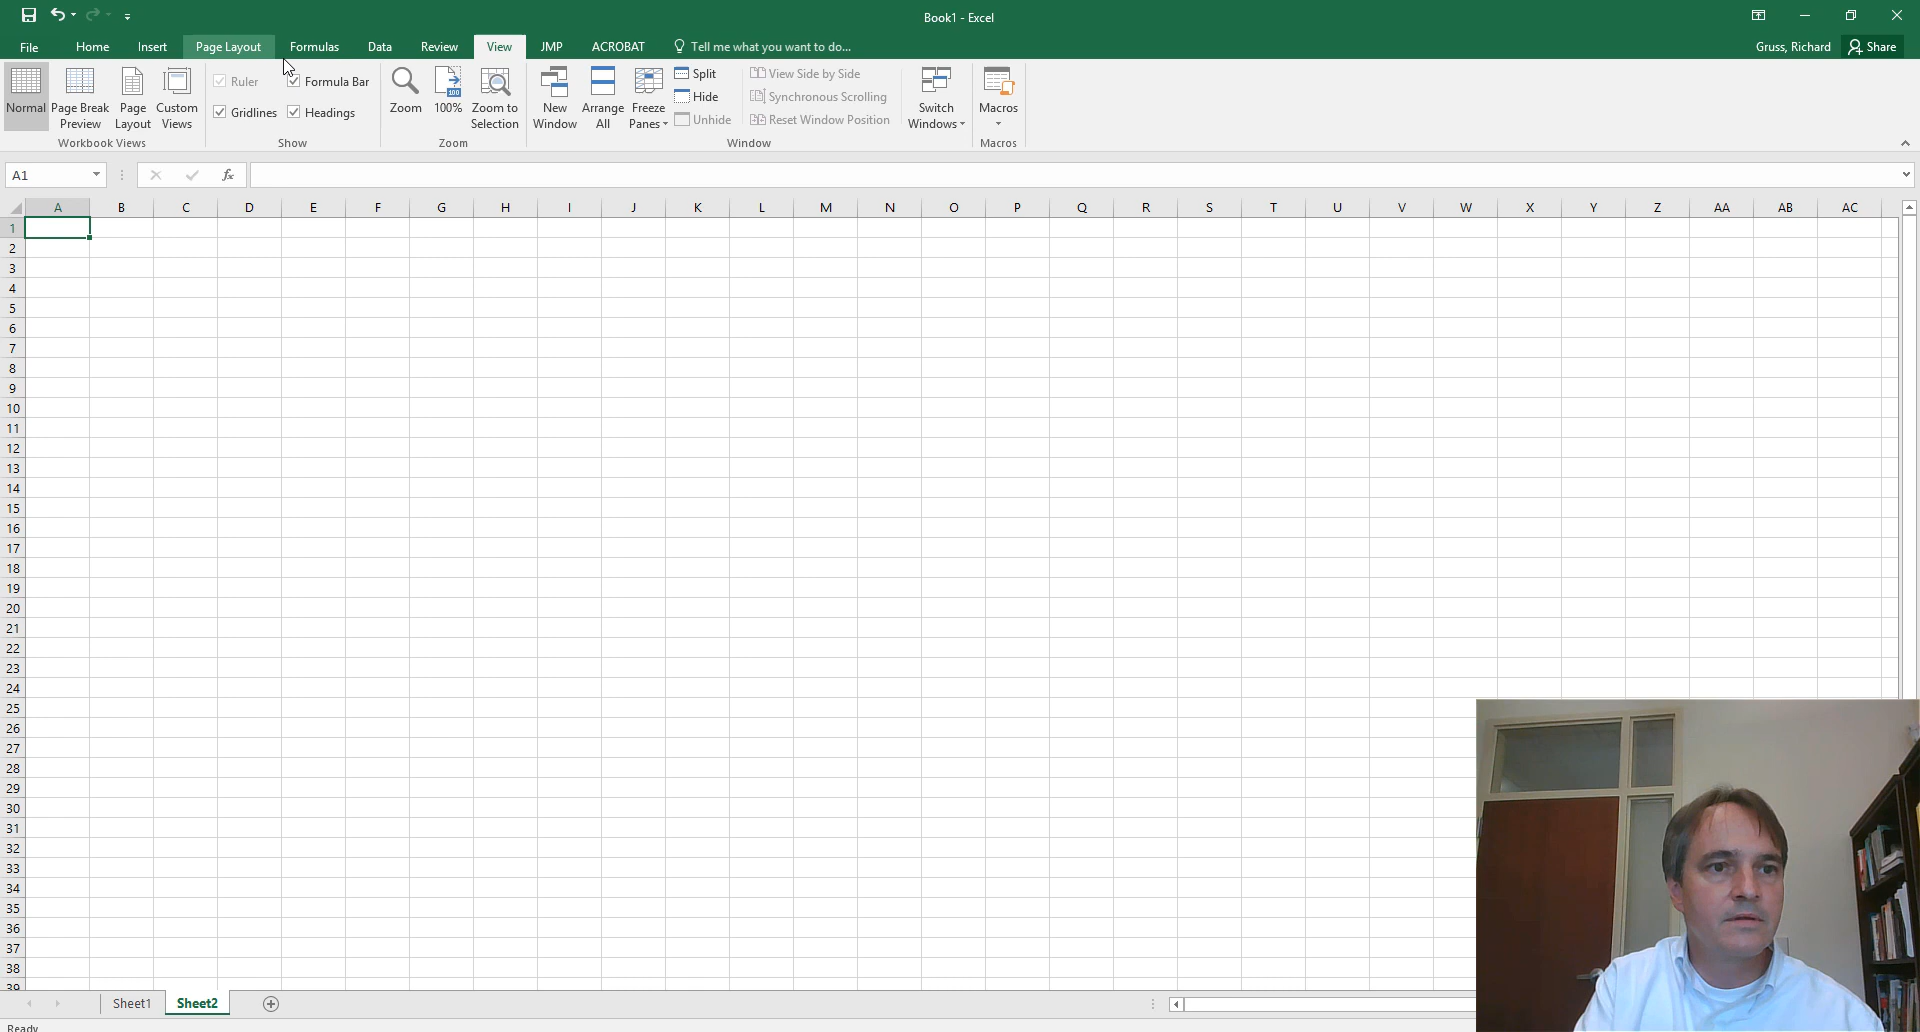 Book1 - Excel
File Home Insert Page Layout Formulas Data Review View JMP ACROBAT Tell me what you want to do... Gruss, Richard Share
Normal
Page Break Preview
Page Layout
Custom Views
Workbook Views
Ruler Formula Bar
Gridlines Headings
Show
Zoom
100
100%
Zoom to Selection
Zoom
New Window
Arrange All
Freeze Panes
Split
Hide
Unhide
View Side by Side
Synchronous Scrolling
Reset Window Position
Window
Switch Windows
Macros
Macros
A1 fx
A B C D E F G H I J K L M N O P Q R S T U V W X Y Z AA AB AC
1
2
3
4
5
6
7
8
9
10
11
12
13
14
15
16
17
18
19
20
21
22
23
24
25
26
27
28
29
30
31
32
33
34
35
36
37
38
39
Sheet1 Sheet2
Ready